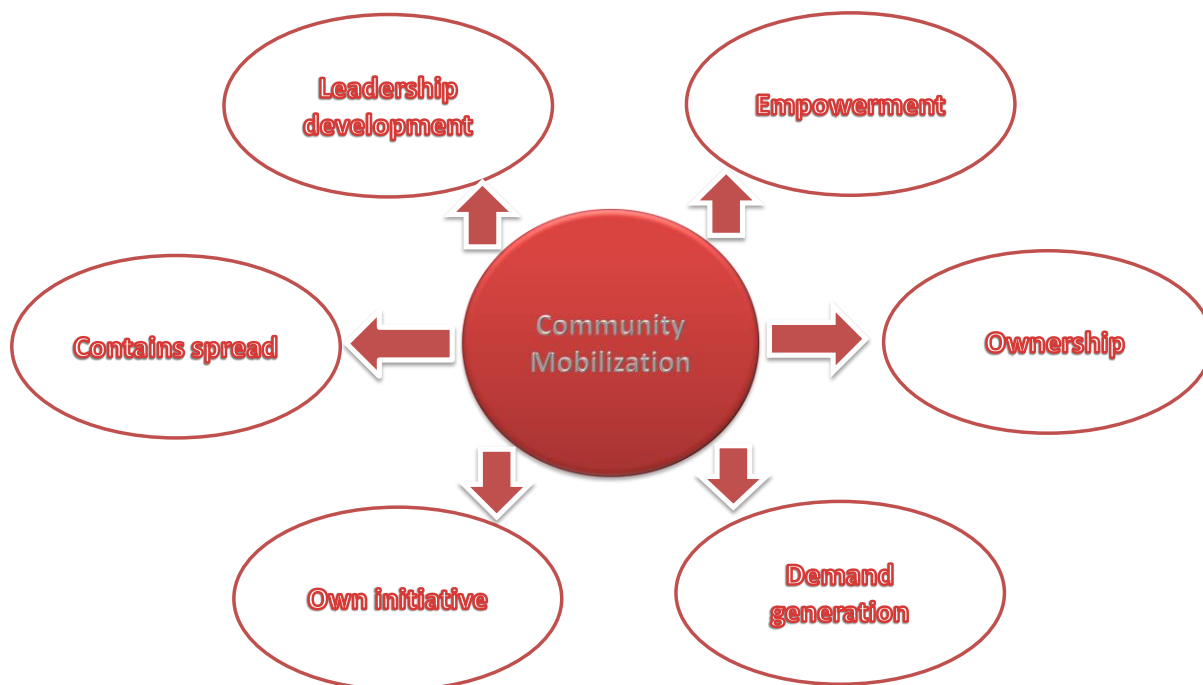 Leadership
development
Empowerment
Contains spread
Community
Mobilization
Ownership
Own initiative
Demand
generation